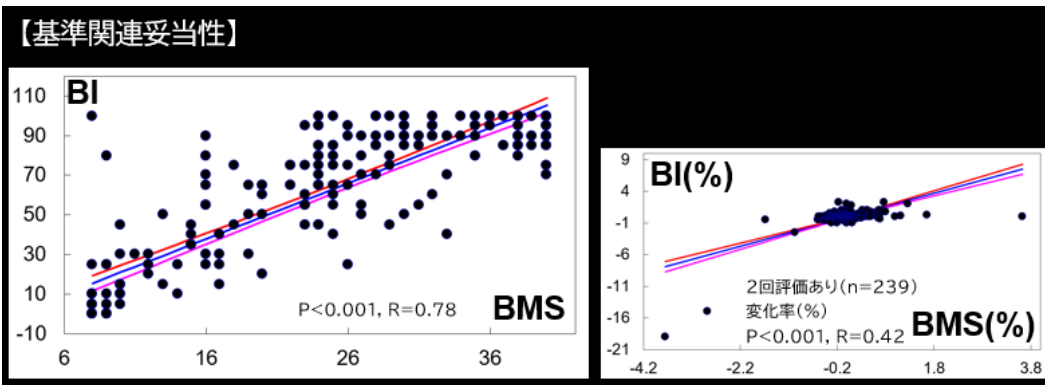 【基準関連妥当性】
BI
110
90
70
50
30
10
-10
P<0.001, R=0.78
BMS
6 16 26 36
BI(%)
9
4
-1
-6
-11
-16
-21
2回評価あり(n=239)
変化率(%)
P<0.001, R=0.42
BMS(%)
-4.2 -2.2 -0.2 1.8 3.8